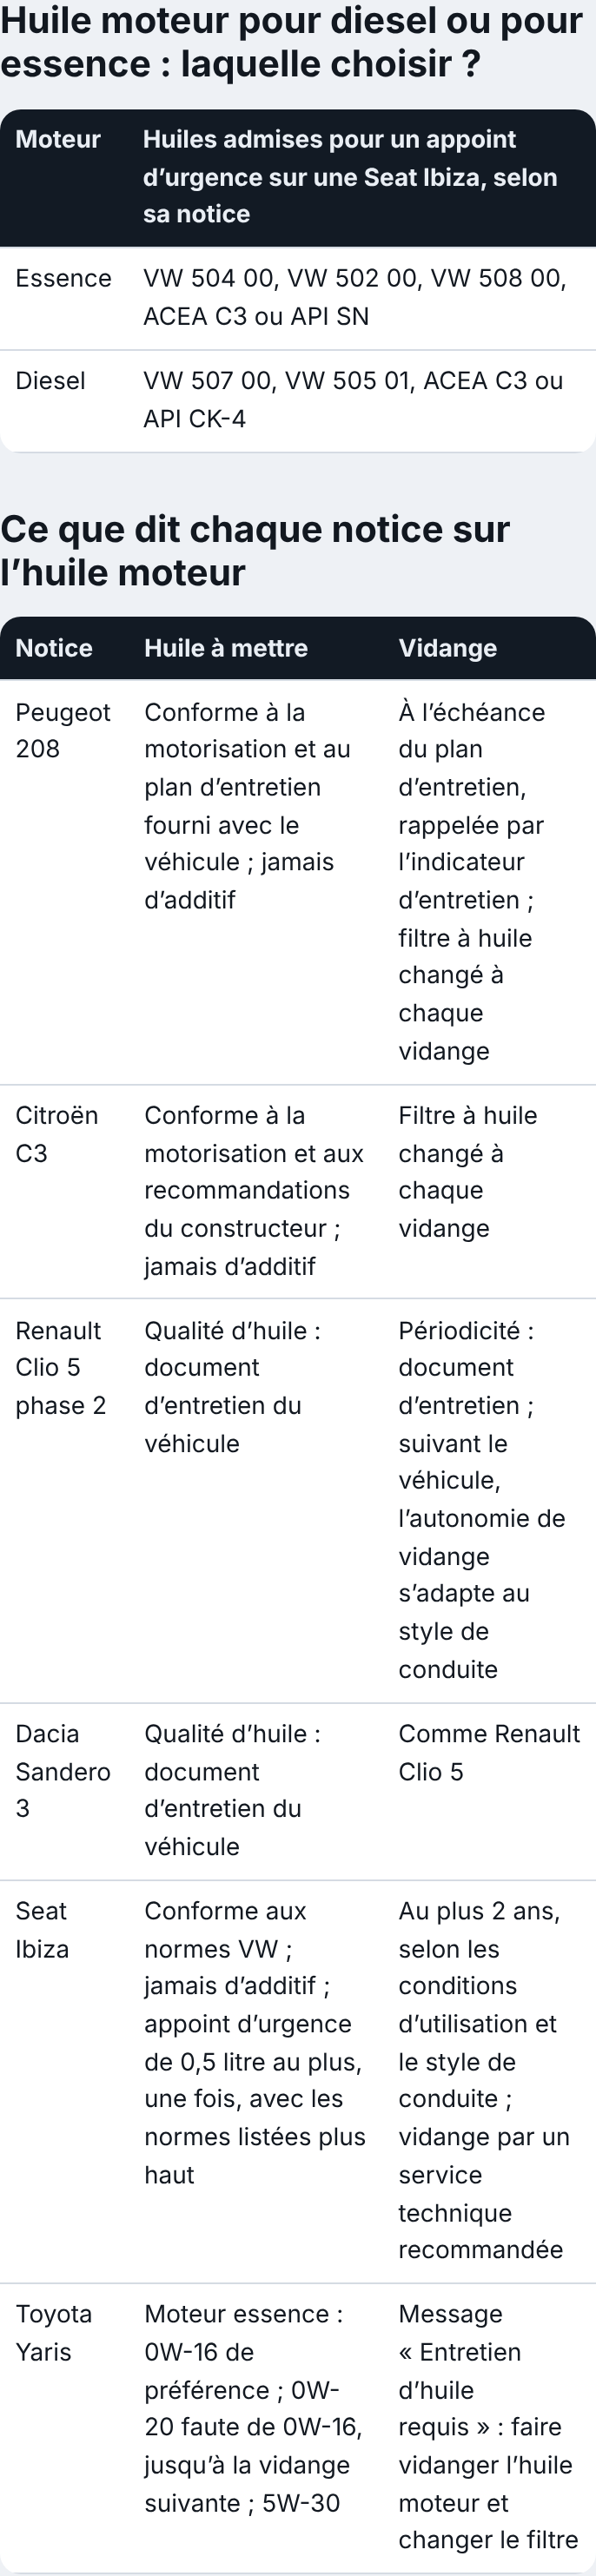 Huile moteur pour diesel ou pour
essence : laquelle choisir ?
Moteur
Huiles admises pour un appoint
d’urgence sur une Seat Ibiza, selon
sa notice
Essence
VW 504 00, VW 502 00, VW 508 00,
ACEA C3 ou API SN
Diesel
VW 507 00, VW 505 01, ACEA C3 ou
API CK-4
Ce que dit chaque notice sur
l’huile moteur
Notice
Huile à mettre
Vidange
Peugeot
208
Conforme à la
motorisation et au
plan d’entretien
fourni avec le
véhicule ; jamais
d’additif
À l’échéance
du plan
d’entretien,
rappelée par
l’indicateur
d’entretien ;
filtre à huile
changé à
chaque
vidange
Citroën
C3
Conforme à la
motorisation et aux
recommandations
du constructeur ;
jamais d’additif
Filtre à huile
changé à
chaque
vidange
Renault
Clio 5
phase 2
Qualité d’huile :
document
d’entretien du
véhicule
Périodicité :
document
d’entretien ;
suivant le
véhicule,
l’autonomie de
vidange
s’adapte au
style de
conduite
Dacia
Sandero
3
Qualité d’huile :
document
d’entretien du
véhicule
Comme Renault
Clio 5
Seat
Ibiza
Conforme aux
normes VW ;
jamais d’additif ;
appoint d’urgence
de 0,5 litre au plus,
une fois, avec les
normes listées plus
haut
Au plus 2 ans,
selon les
conditions
d’utilisation et
le style de
conduite ;
vidange par un
service
technique
recommandée
Toyota
Yaris
Moteur essence :
0W-16 de
préférence ; 0W-
20 faute de 0W-16,
jusqu’à la vidange
suivante ; 5W-30
Message
« Entretien
d’huile
requis » : faire
vidanger l’huile
moteur et
changer le filtre